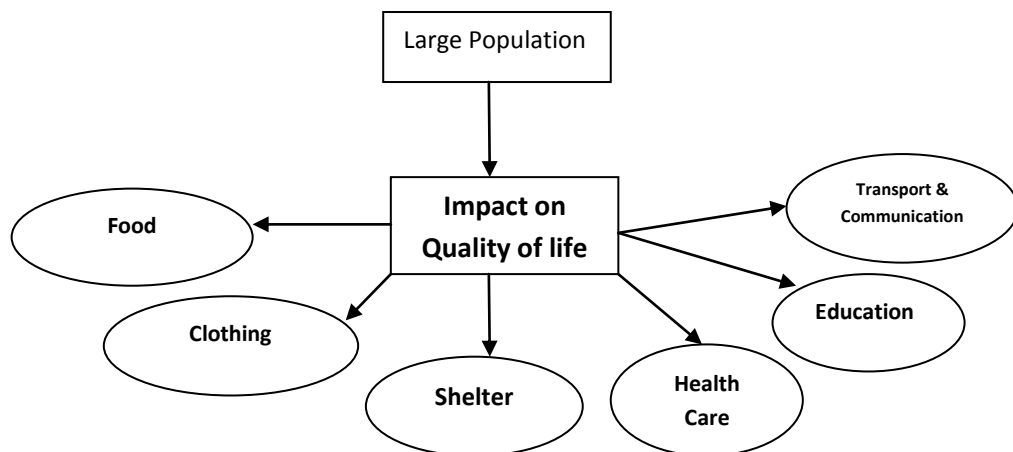 Large Population
Impact on
Quality of life
Food
Clothing
Shelter
Health
Care
Education
Transport &
Communication